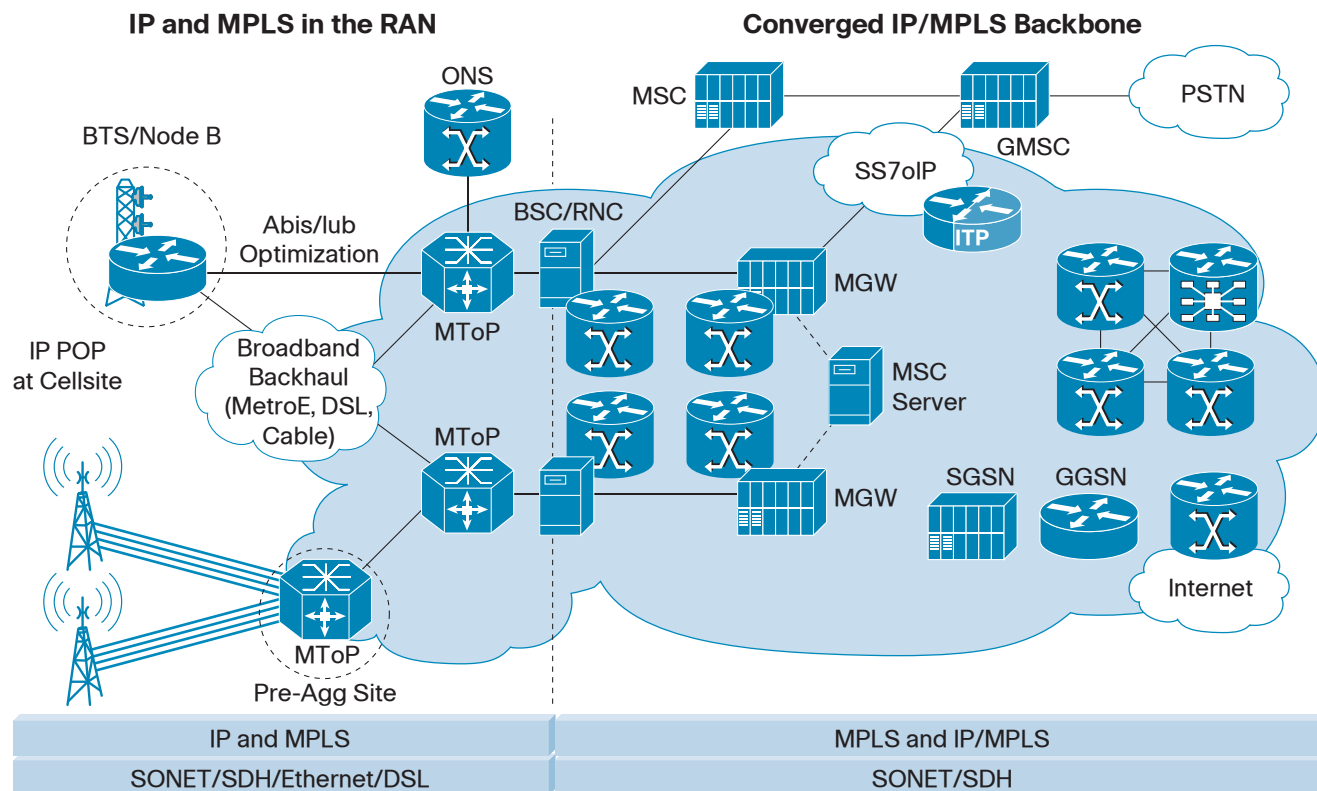 IP and MPLS in the RAN
Converged IP/MPLS Backbone
ONS
MSC
PSTN
BTS/Node B
GMSC
SS7oIP
Abis/lub
Optimization
BSC/RNC
ITP
MGW
MToP
IP POP
at Cellsite
Broadband
Backhaul
(MetroE, DSL,
Cable)
MSC
Server
MToP
MGW
SGSN
GGSN
Internet
MToP
Pre-Agg Site
IP and MPLS
MPLS and IP/MPLS
SONET/SDH/Ethernet/DSL
SONET/SDH